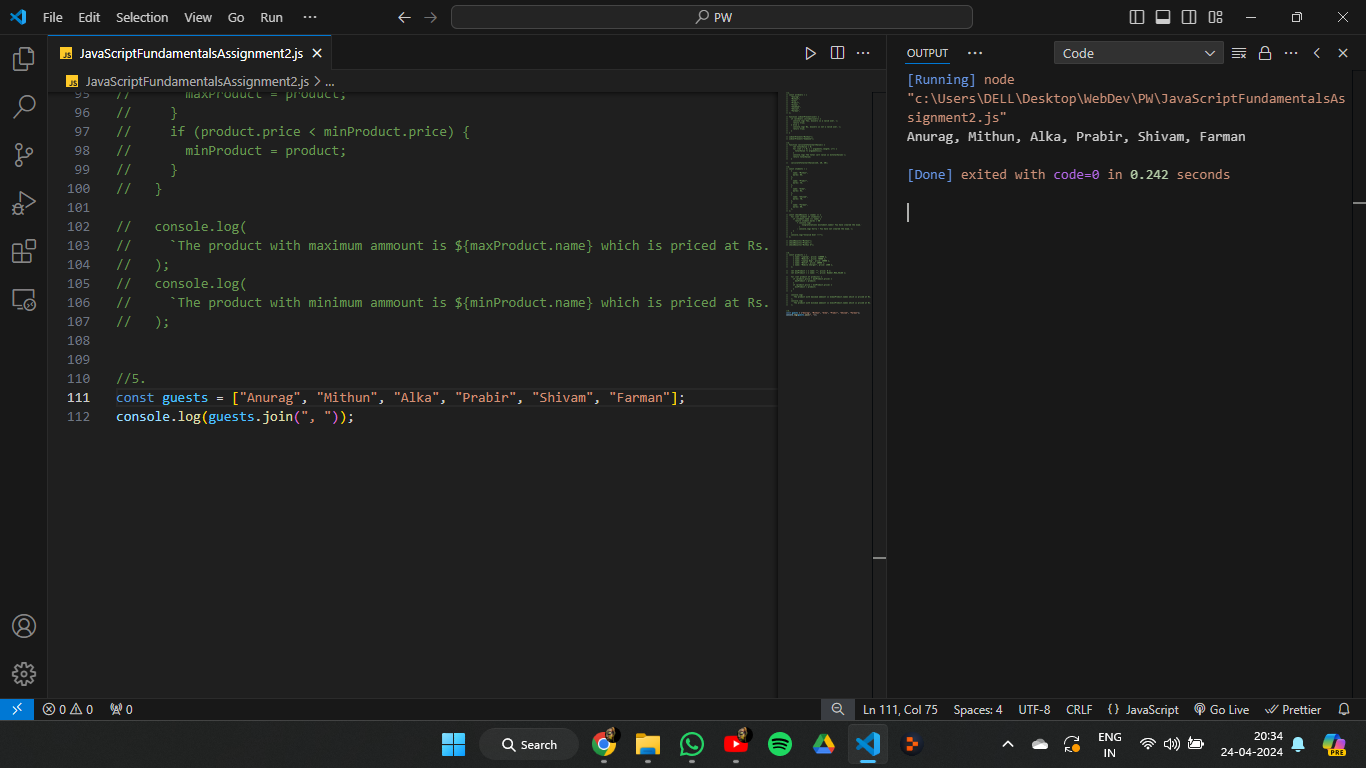 File Edit Selection View Go Run ···
PW
JS JavaScriptFundamentalsAssignment2.js
JS JavaScriptFundamentalsAssignment2.js > ...
95 // maxProduct = product;
96 // }
97 // if (product.price < minProduct.price) {
98 // minProduct = product;
99 // }
100 // }
101
102 // console.log(
103 // `The product with maximum ammount is ${maxProduct.name} which is priced at Rs.
104 // );
105 // console.log(
106 // `The product with minimum ammount is ${minProduct.name} which is priced at Rs.
107 // );
108
109
110 //5.
111 const guests = ["Anurag", "Mithun", "Alka", "Prabir", "Shivam", "Farman"];
112 console.log(guests.join(", "));
OUTPUT ···
Code
[Running] node
"c:\Users\DELL\Desktop\WebDev\PW\JavaScriptFundamentalsAs
signment2.js"
Anurag, Mithun, Alka, Prabir, Shivam, Farman
[Done] exited with code=0 in 0.242 seconds
0 0 0
Ln 111, Col 75 Spaces: 4 UTF-8 CRLF {} JavaScript Go Live Prettier
Search
ENG
IN
20:34
24-04-2024
PRE